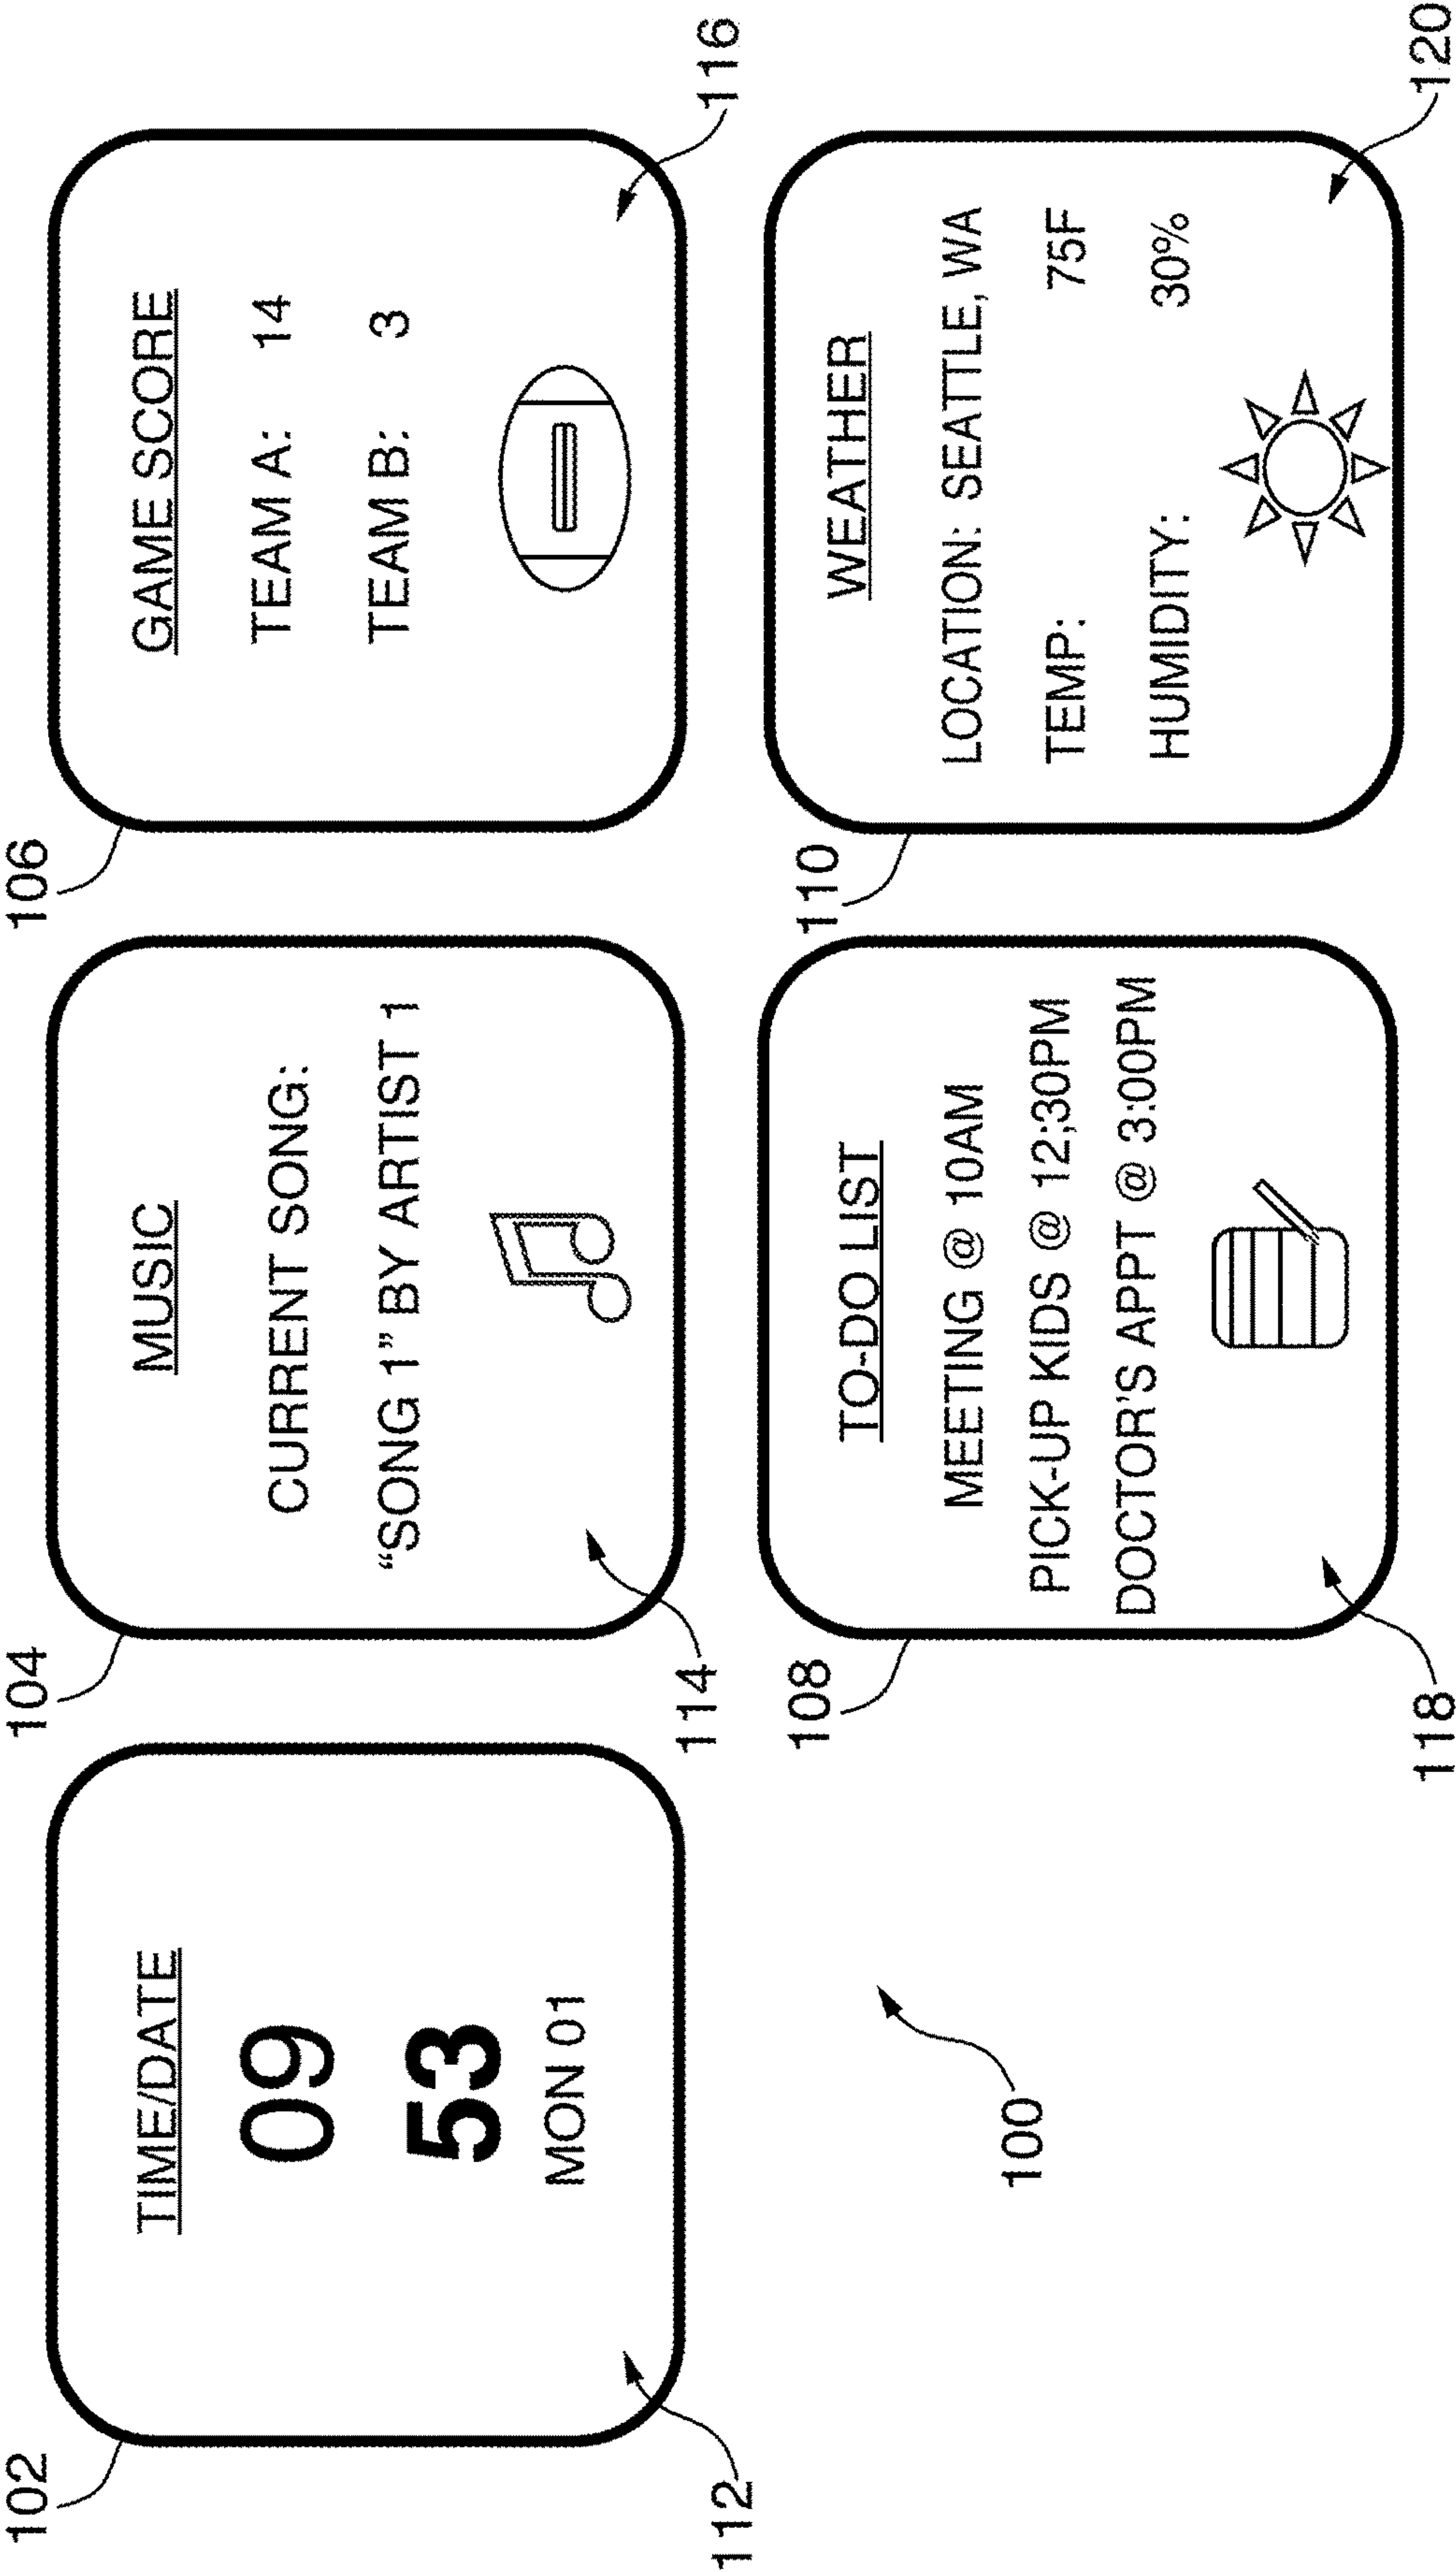 102
TIME/DATE
09
53
MON 01
112
104
MUSIC
CURRENT SONG:
“SONG 1” BY ARTIST 1
114
106
GAME SCORE
TEAM A: 14
TEAM B: 3
116
100
108
TO-DO LIST
MEETING @ 10AM
PICK-UP KIDS @ 12;30PM
DOCTOR’S APPT @ 3:00PM
118
110
WEATHER
LOCATION: SEATTLE, WA
TEMP: 75F
HUMIDITY: 30%
120